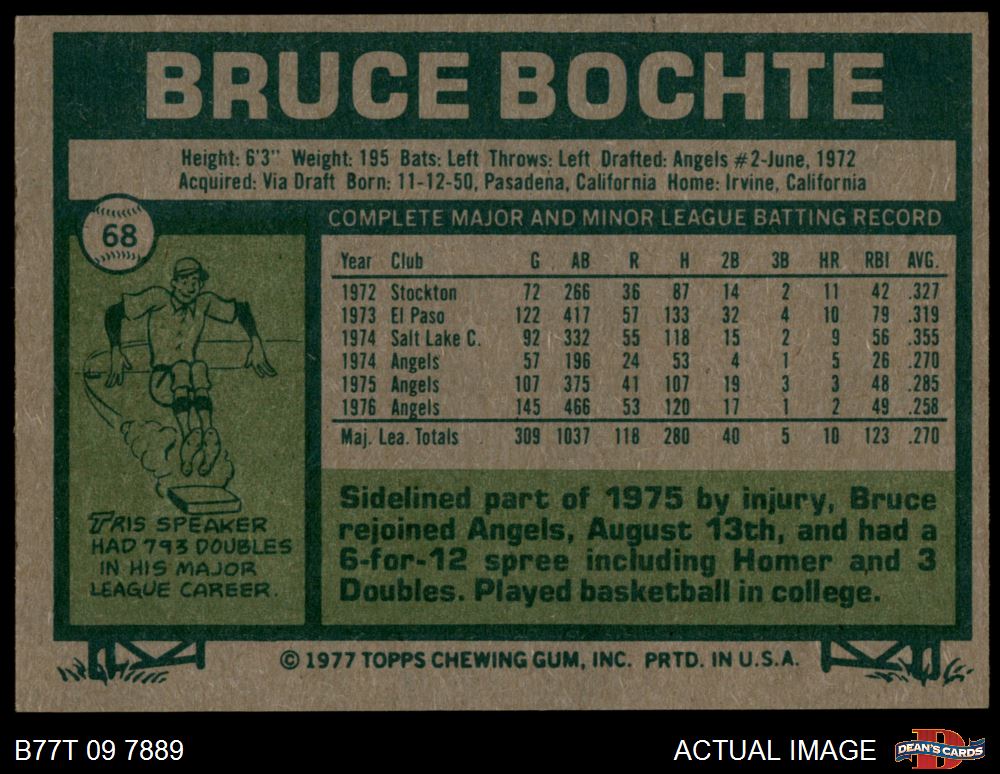 BRUCE BOCHTE
Height: 6'3" Weight: 195 Bats: Left Throws: Left Drafted: Angels #2-June, 1972
Acquired: Via Draft Born: 11-12-50, Pasadena, California Home: Irvine, California
68
COMPLETE MAJOR AND MINOR LEAGUE BATTING RECORD
Year Club G AB R H 2B 3B HR RBI AVG.
1972 Stockton 72 266 36 87 14 2 11 42 .327
1973 El Paso 122 417 57 133 32 4 10 79 .319
1974 Salt Lake C. 92 332 55 118 15 2 9 56 .355
1974 Angels 57 196 24 53 4 1 5 26 .270
1975 Angels 107 375 41 107 19 3 3 48 .285
1976 Angels 145 466 53 120 17 1 2 49 .258
Maj. Lea. Totals 309 1037 118 280 40 5 10 123 .270
TRIS SPEAKER
HAD 793 DOUBLES
IN HIS MAJOR
LEAGUE CAREER.
Sidelined part of 1975 by injury, Bruce
rejoined Angels, August 13th, and had a
6-for-12 spree including Homer and 3
Doubles. Played basketball in college.
© 1977 TOPPS CHEWING GUM, INC. PRTD. IN U.S.A.
B77T 09 7889
ACTUAL IMAGE
D
DEAN'S CARDS